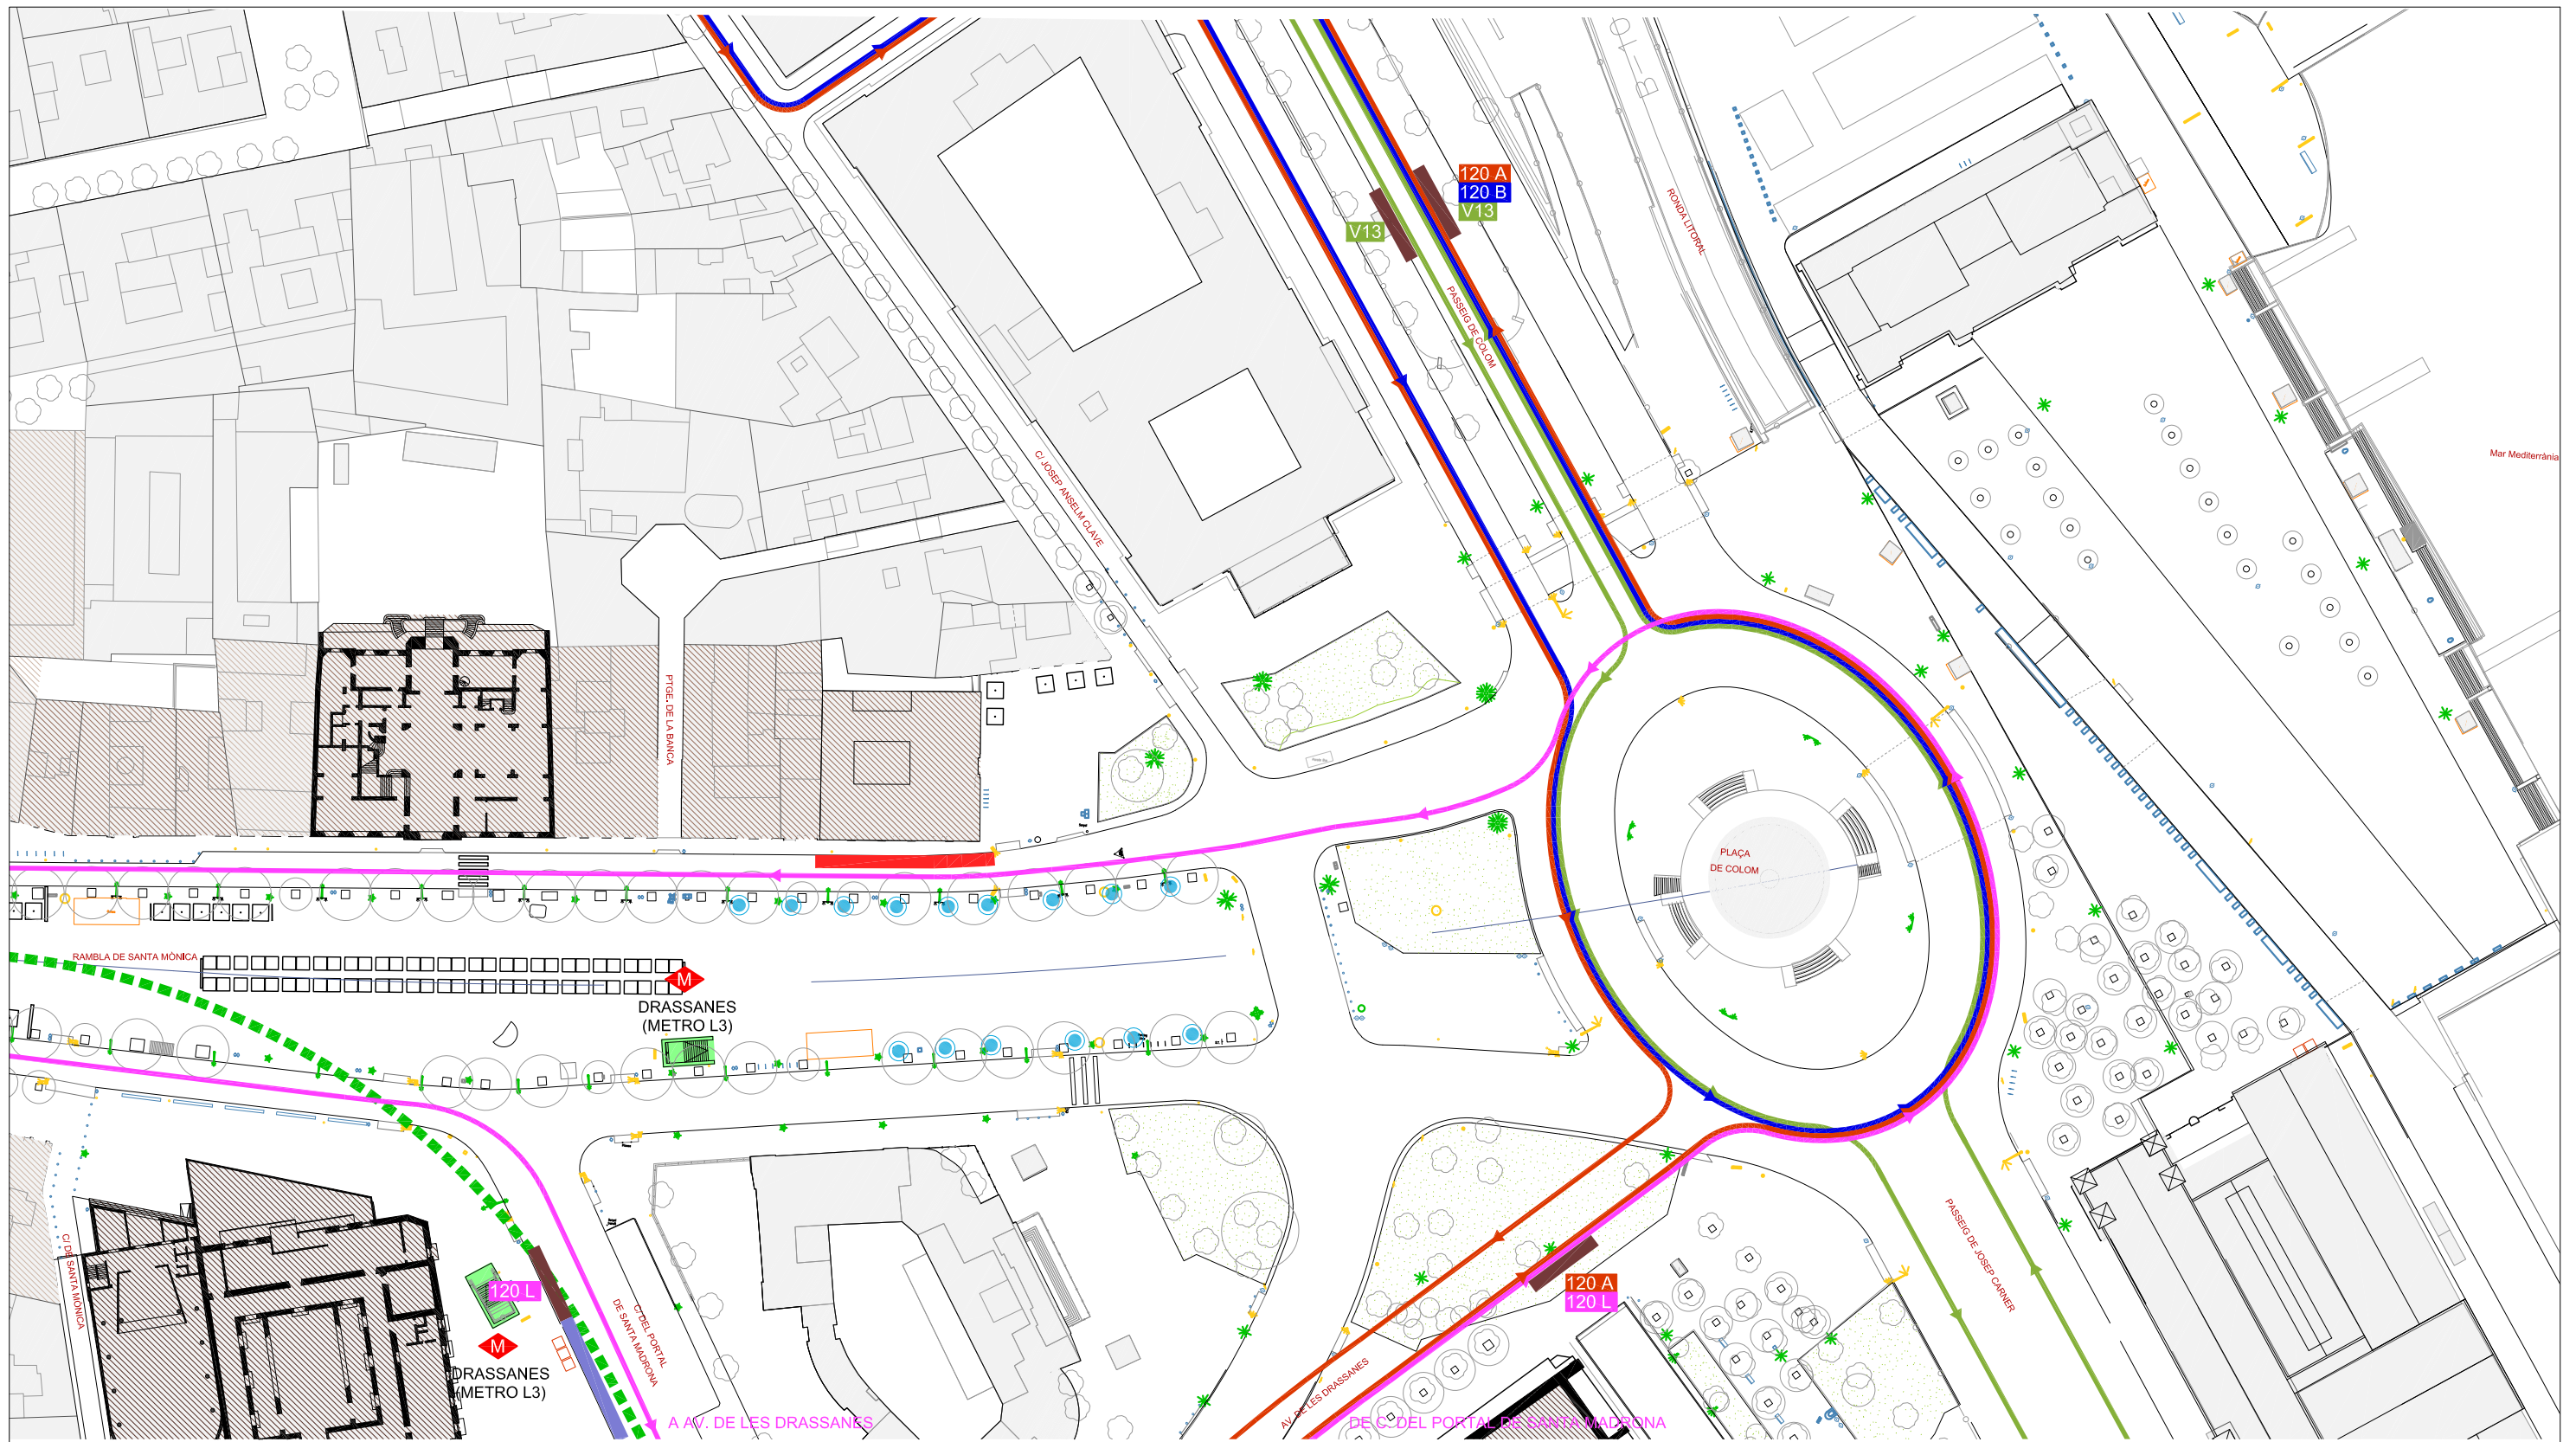 120 A
120 B
V13
V13
RONDA LITORAL
PASSEIG DE COLOM
Mar Mediterrània
C/ JOSEP ANSELM CLAVE
PTGE. DE LA BANCA
PLAÇA
DE COLOM
RAMBLA DE SANTA MÒNICA
M
DRASSANES
(METRO L3)
C/ DE SANTA MÒNICA
120 L
M
DRASSANES
(METRO L3)
C/ DEL PORTAL
DE SANTA MADRONA
120 A
120 L
PASSEIG DE JOSEP CARNER
AV. DE LES DRASSANES
A AV. DE LES DRASSANES
DE C. DEL PORTAL DE SANTA MADRONA